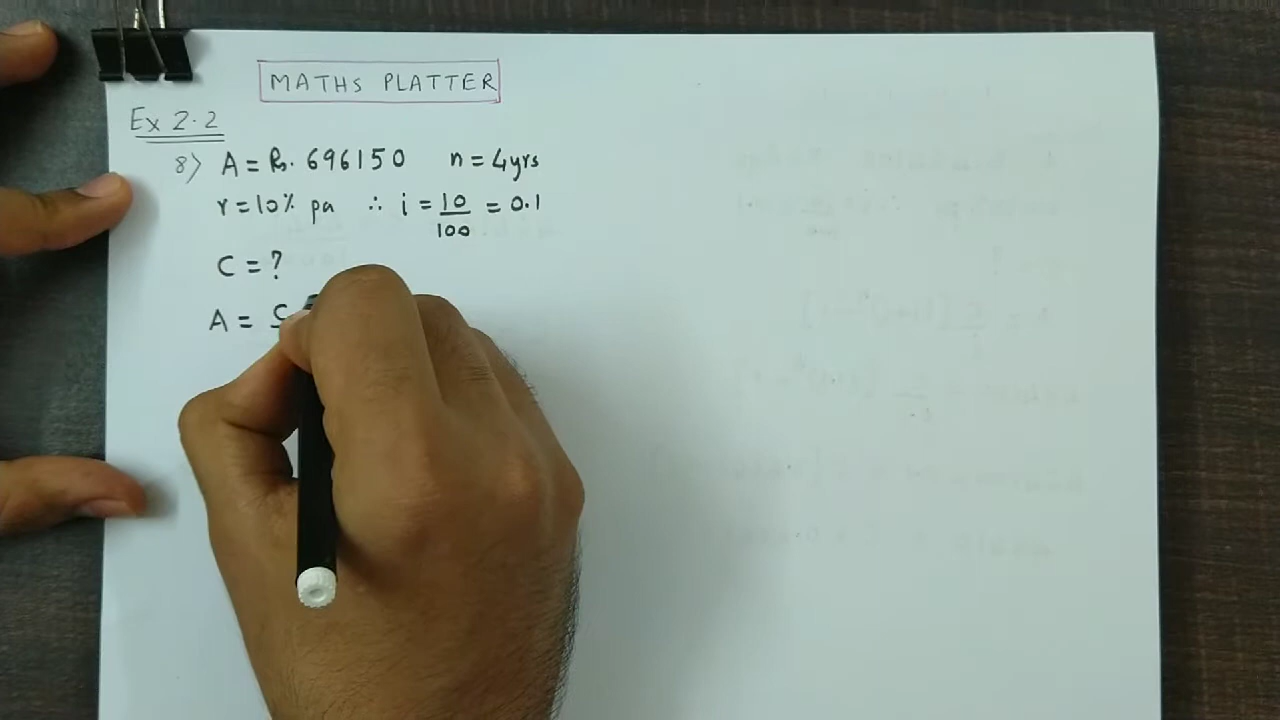 MATHS PLATTER
Ex 2.2
8) A = Rs. 696150 n = 4yrs
r = 10% pa ∴ i = 10/100 = 0.1
C = ?
A = C